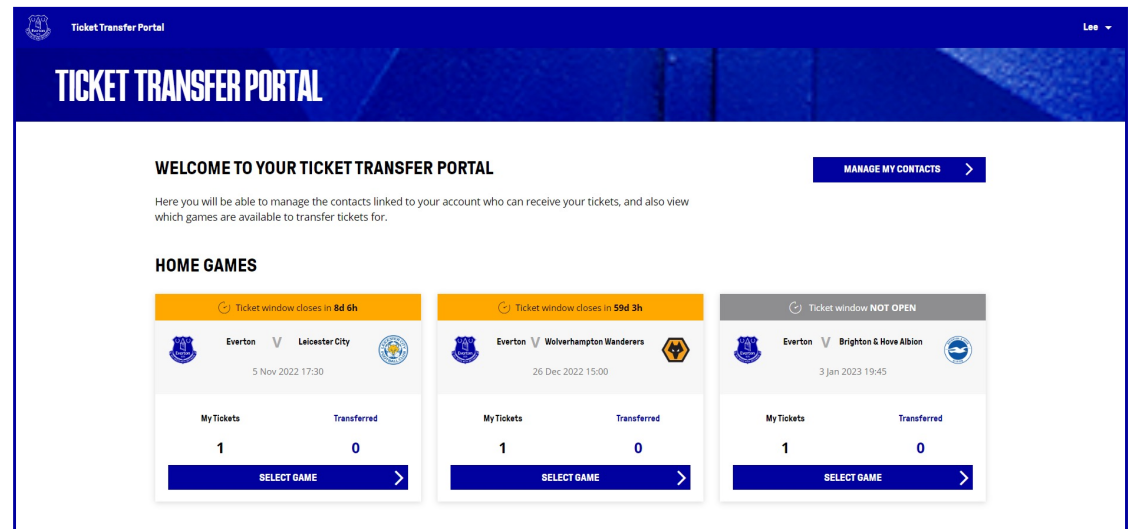 Ticket Transfer Portal
Lee
TICKET TRANSFER PORTAL
WELCOME TO YOUR TICKET TRANSFER PORTAL
MANAGE MY CONTACTS
Here you will be able to manage the contacts linked to your account who can receive your tickets, and also view
which games are available to transfer tickets for.
HOME GAMES
Ticket window closes in 8d 6h
Everton V Leicester City
5 Nov 2022 17:30
My Tickets Transferred
1 0
SELECT GAME
Ticket window closes in 59d 3h
Everton V Wolverhampton Wanderers
26 Dec 2022 15:00
My Tickets Transferred
1 0
SELECT GAME
Ticket window NOT OPEN
Everton V Brighton & Hove Albion
3 Jan 2023 19:45
My Tickets Transferred
1 0
SELECT GAME